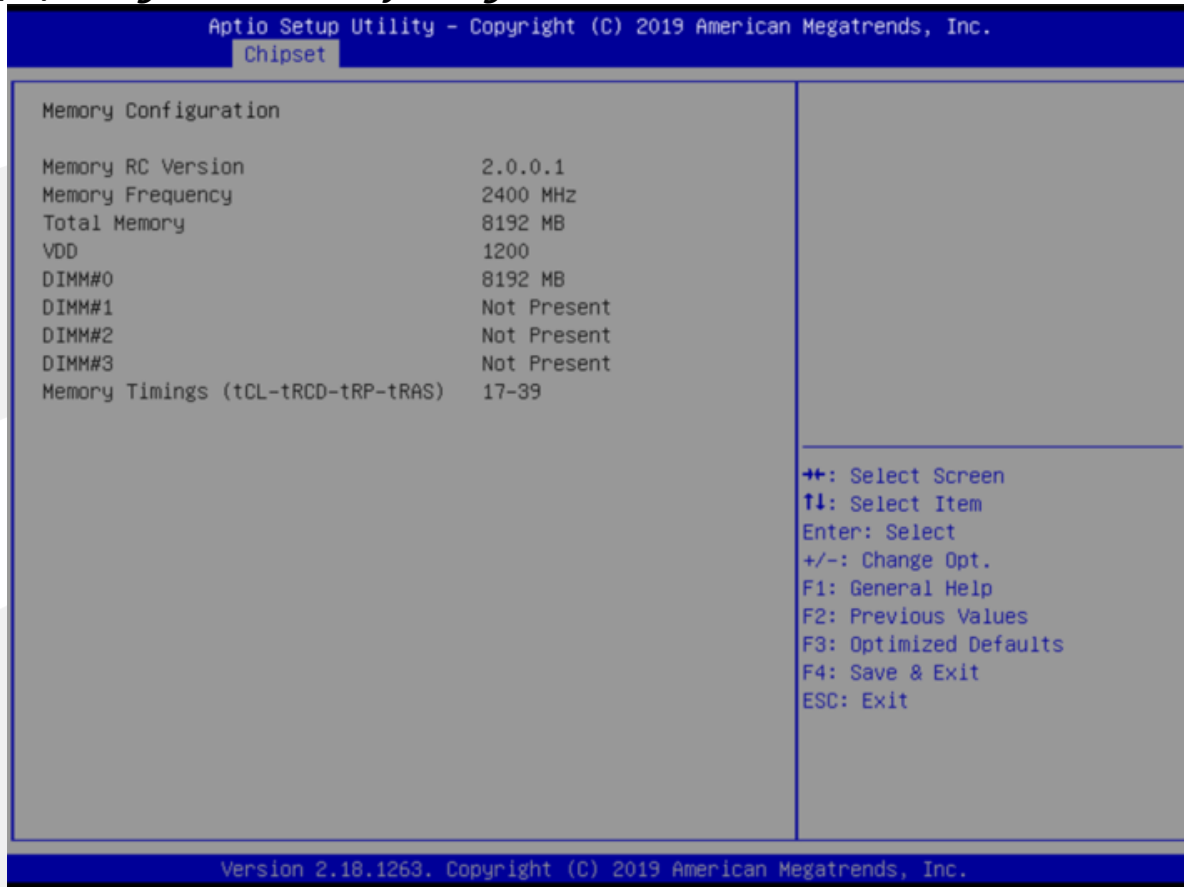 Aptio Setup Utility – Copyright (C) 2019 American Megatrends, Inc.
Chipset
Memory Configuration
Memory RC Version 2.0.0.1
Memory Frequency 2400 MHz
Total Memory 8192 MB
VDD 1200
DIMM#0 8192 MB
DIMM#1 Not Present
DIMM#2 Not Present
DIMM#3 Not Present
Memory Timings (tCL-tRCD-tRP-tRAS) 17-39
→←: Select Screen
↑↓: Select Item
Enter: Select
+/-: Change Opt.
F1: General Help
F2: Previous Values
F3: Optimized Defaults
F4: Save & Exit
ESC: Exit
Version 2.18.1263. Copyright (C) 2019 American Megatrends, Inc.